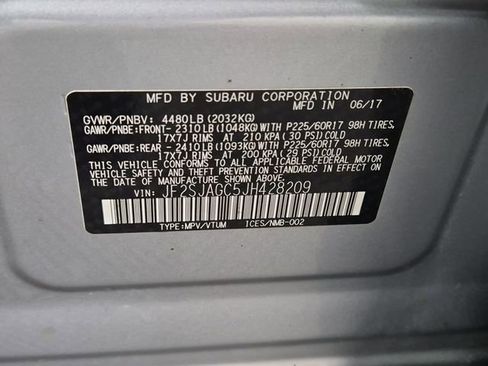 MFD BY SUBARU CORPORATION
MFD. IN 06/17
GVWR/PNBV: 4480LB (2032KG)
GAWR/PNBE:FRONT- 2310LB (1048KG) WITH P225/60R17 98H TIRES,
17X7J RIMS AT 210 KPA (30 PSI) COLD
GAWR/PNBE:REAR - 2410LB (1093KG) WITH P225/60R17 98H TIRES,
17X7J RIMS AT 200 KPA (29 PSI) COLD
THIS VEHICLE CONFORMS TO ALL APPLICABLE FEDERAL MOTOR
VEHICLE SAFETY, BUMPER, AND THEFT PREVENTION STANDARDS
IN EFFECT ON THE DATE OF MANUFACTURE SHOWN ABOVE.
VIN: JF2SJAGC5JH428209
TYPE:MPV/VTUM ICES/NMB-002